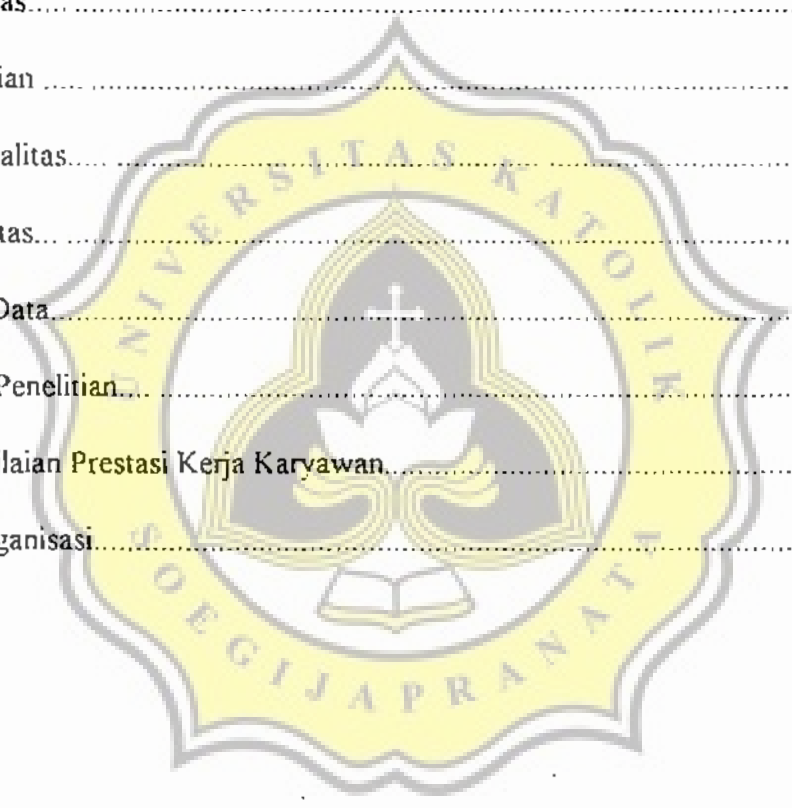 as
ian
alitas
tas
UNIVERSITAS KATOLIK
Data
Penelitian
laian Prestasi Kerja Karyawan
ganisasi
SOEGIJAPRANATA